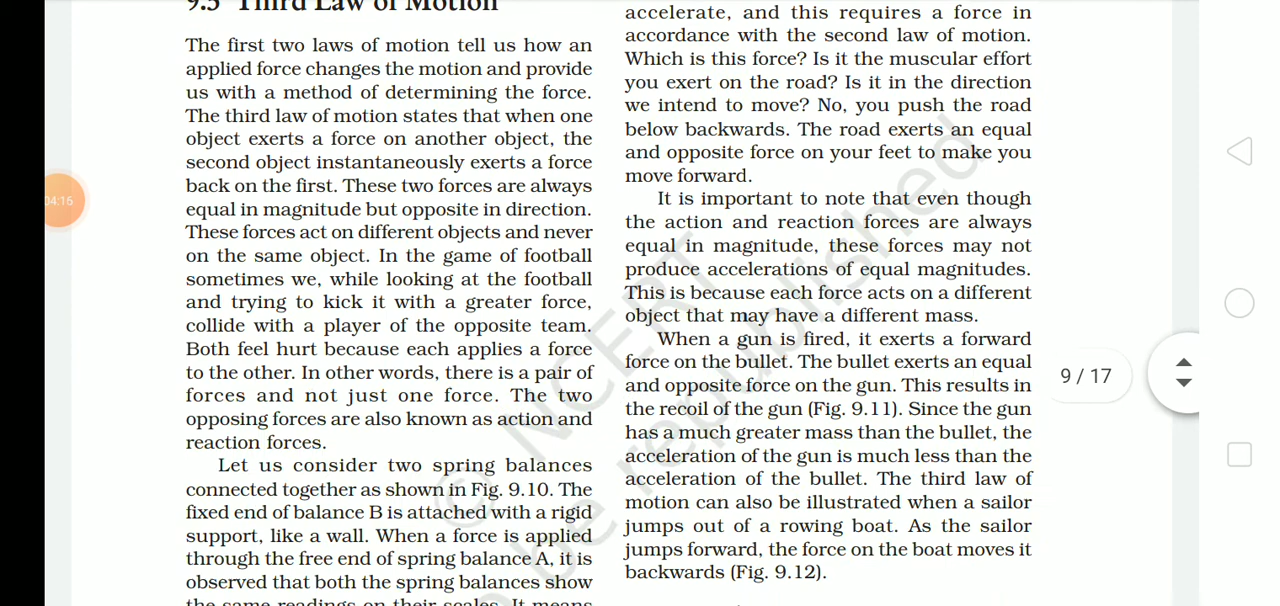 9.5 Third Law of Motion
The first two laws of motion tell us how an
applied force changes the motion and provide
us with a method of determining the force.
The third law of motion states that when one
object exerts a force on another object, the
second object instantaneously exerts a force
back on the first. These two forces are always
equal in magnitude but opposite in direction.
These forces act on different objects and never
on the same object. In the game of football
sometimes we, while looking at the football
and trying to kick it with a greater force,
collide with a player of the opposite team.
Both feel hurt because each applies a force
to the other. In other words, there is a pair of
forces and not just one force. The two
opposing forces are also known as action and
reaction forces.
Let us consider two spring balances
connected together as shown in Fig. 9.10. The
fixed end of balance B is attached with a rigid
support, like a wall. When a force is applied
through the free end of spring balance A, it is
observed that both the spring balances show
the same readings on their scales. It means
accelerate, and this requires a force in
accordance with the second law of motion.
Which is this force? Is it the muscular effort
you exert on the road? Is it in the direction
we intend to move? No, you push the road
below backwards. The road exerts an equal
and opposite force on your feet to make you
move forward.
It is important to note that even though
the action and reaction forces are always
equal in magnitude, these forces may not
produce accelerations of equal magnitudes.
This is because each force acts on a different
object that may have a different mass.
When a gun is fired, it exerts a forward
force on the bullet. The bullet exerts an equal
and opposite force on the gun. This results in
the recoil of the gun (Fig. 9.11). Since the gun
has a much greater mass than the bullet, the
acceleration of the gun is much less than the
acceleration of the bullet. The third law of
motion can also be illustrated when a sailor
jumps out of a rowing boat. As the sailor
jumps forward, the force on the boat moves it
backwards (Fig. 9.12).
© NCERT
be republished
04:16
9 / 17